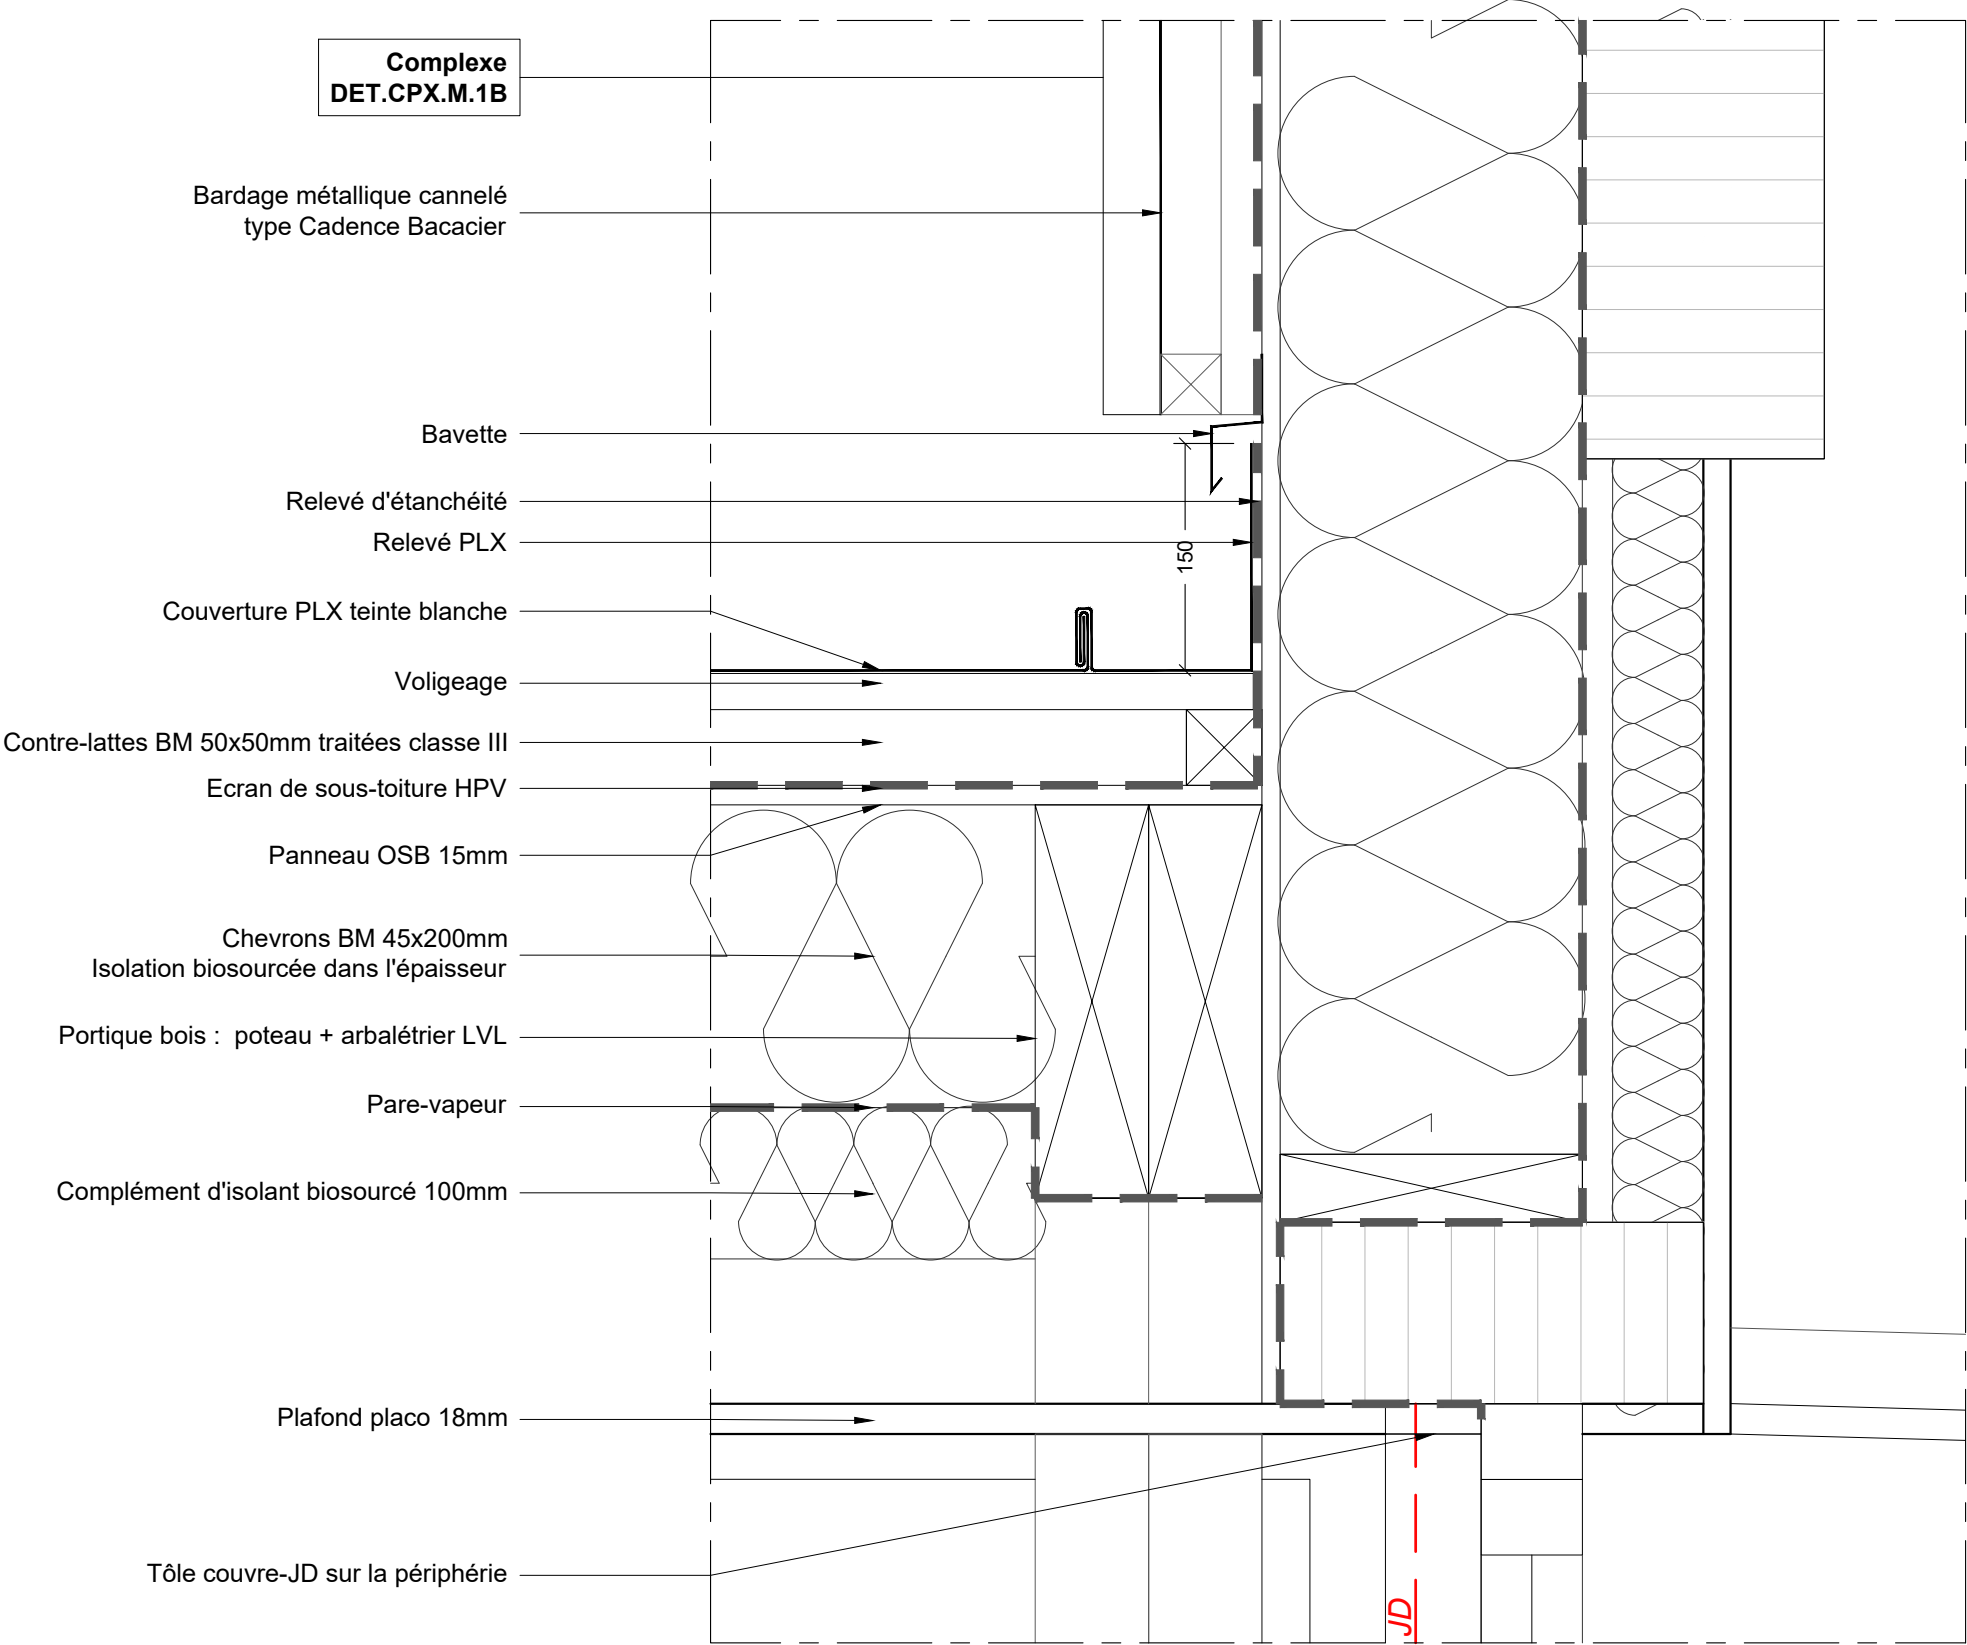 Complexe
DET.CPX.M.1B
Bardage métallique cannelé
type Cadence Bacacier
Bavette
Relevé d'étanchéité
Relevé PLX
150
Couverture PLX teinte blanche
Voligeage
Contre-lattes BM 50x50mm traitées classe III
Ecran de sous-toiture HPV
Panneau OSB 15mm
Chevrons BM 45x200mm
Isolation biosourcée dans l'épaisseur
Portique bois : poteau + arbalétrier LVL
Pare-vapeur
Complément d'isolant biosourcé 100mm
Plafond placo 18mm
Tôle couvre-JD sur la périphérie
JD